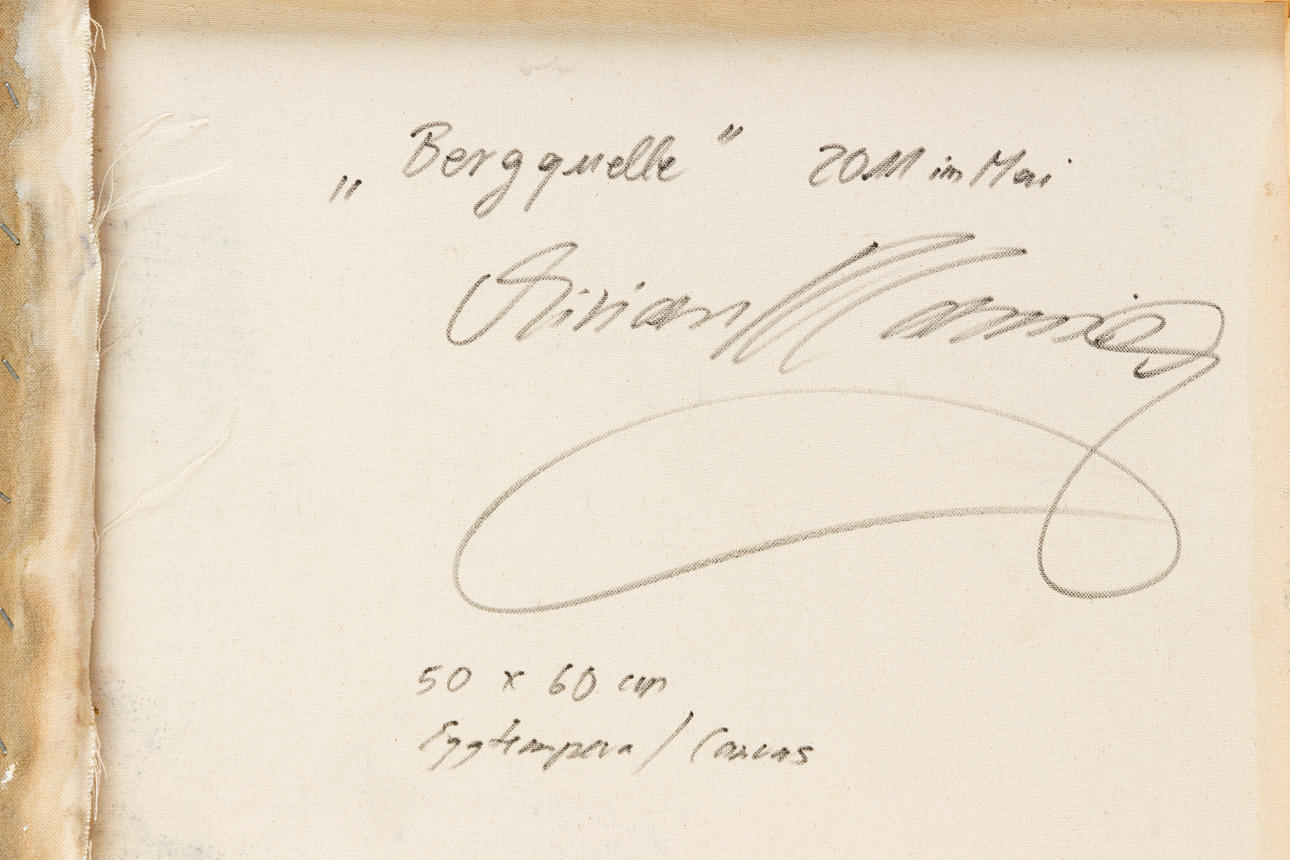 „Bergquelle" 2011 im Mai
50 x 60 cm
Eggtempera / Canvas